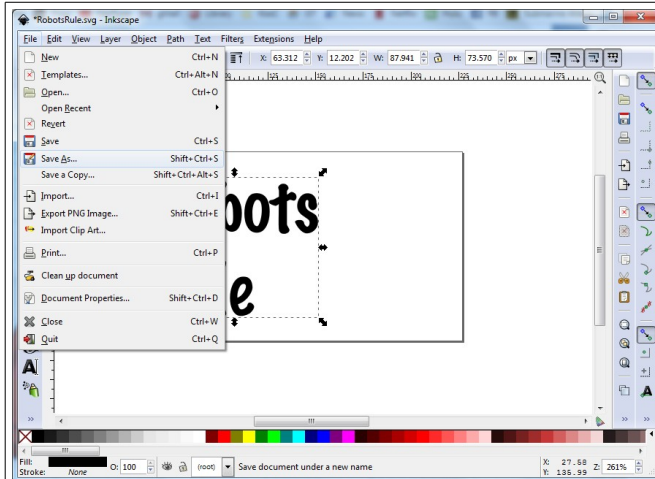 *RobotsRule.svg - Inkscape
File Edit View Layer Object Path Text Filters Extensions Help
New Ctrl+N
X: 63.312 Y: 12.202 W: 87.941 H: 73.570 px
Templates... Ctrl+Alt+N
Open... Ctrl+O
Open Recent
Revert
Save Ctrl+S
Save As... Shift+Ctrl+S
Save a Copy... Shift+Ctrl+Alt+S
Import... Ctrl+I
Export PNG Image... Shift+Ctrl+E
Import Clip Art...
Print... Ctrl+P
Clean up document
Document Properties... Shift+Ctrl+D
Close Ctrl+W
Quit Ctrl+Q
bots
e
Fill:
Stroke: None
O: 100
(root)
Save document under a new name
X: 27.68
Y: 135.99
Z: 261%